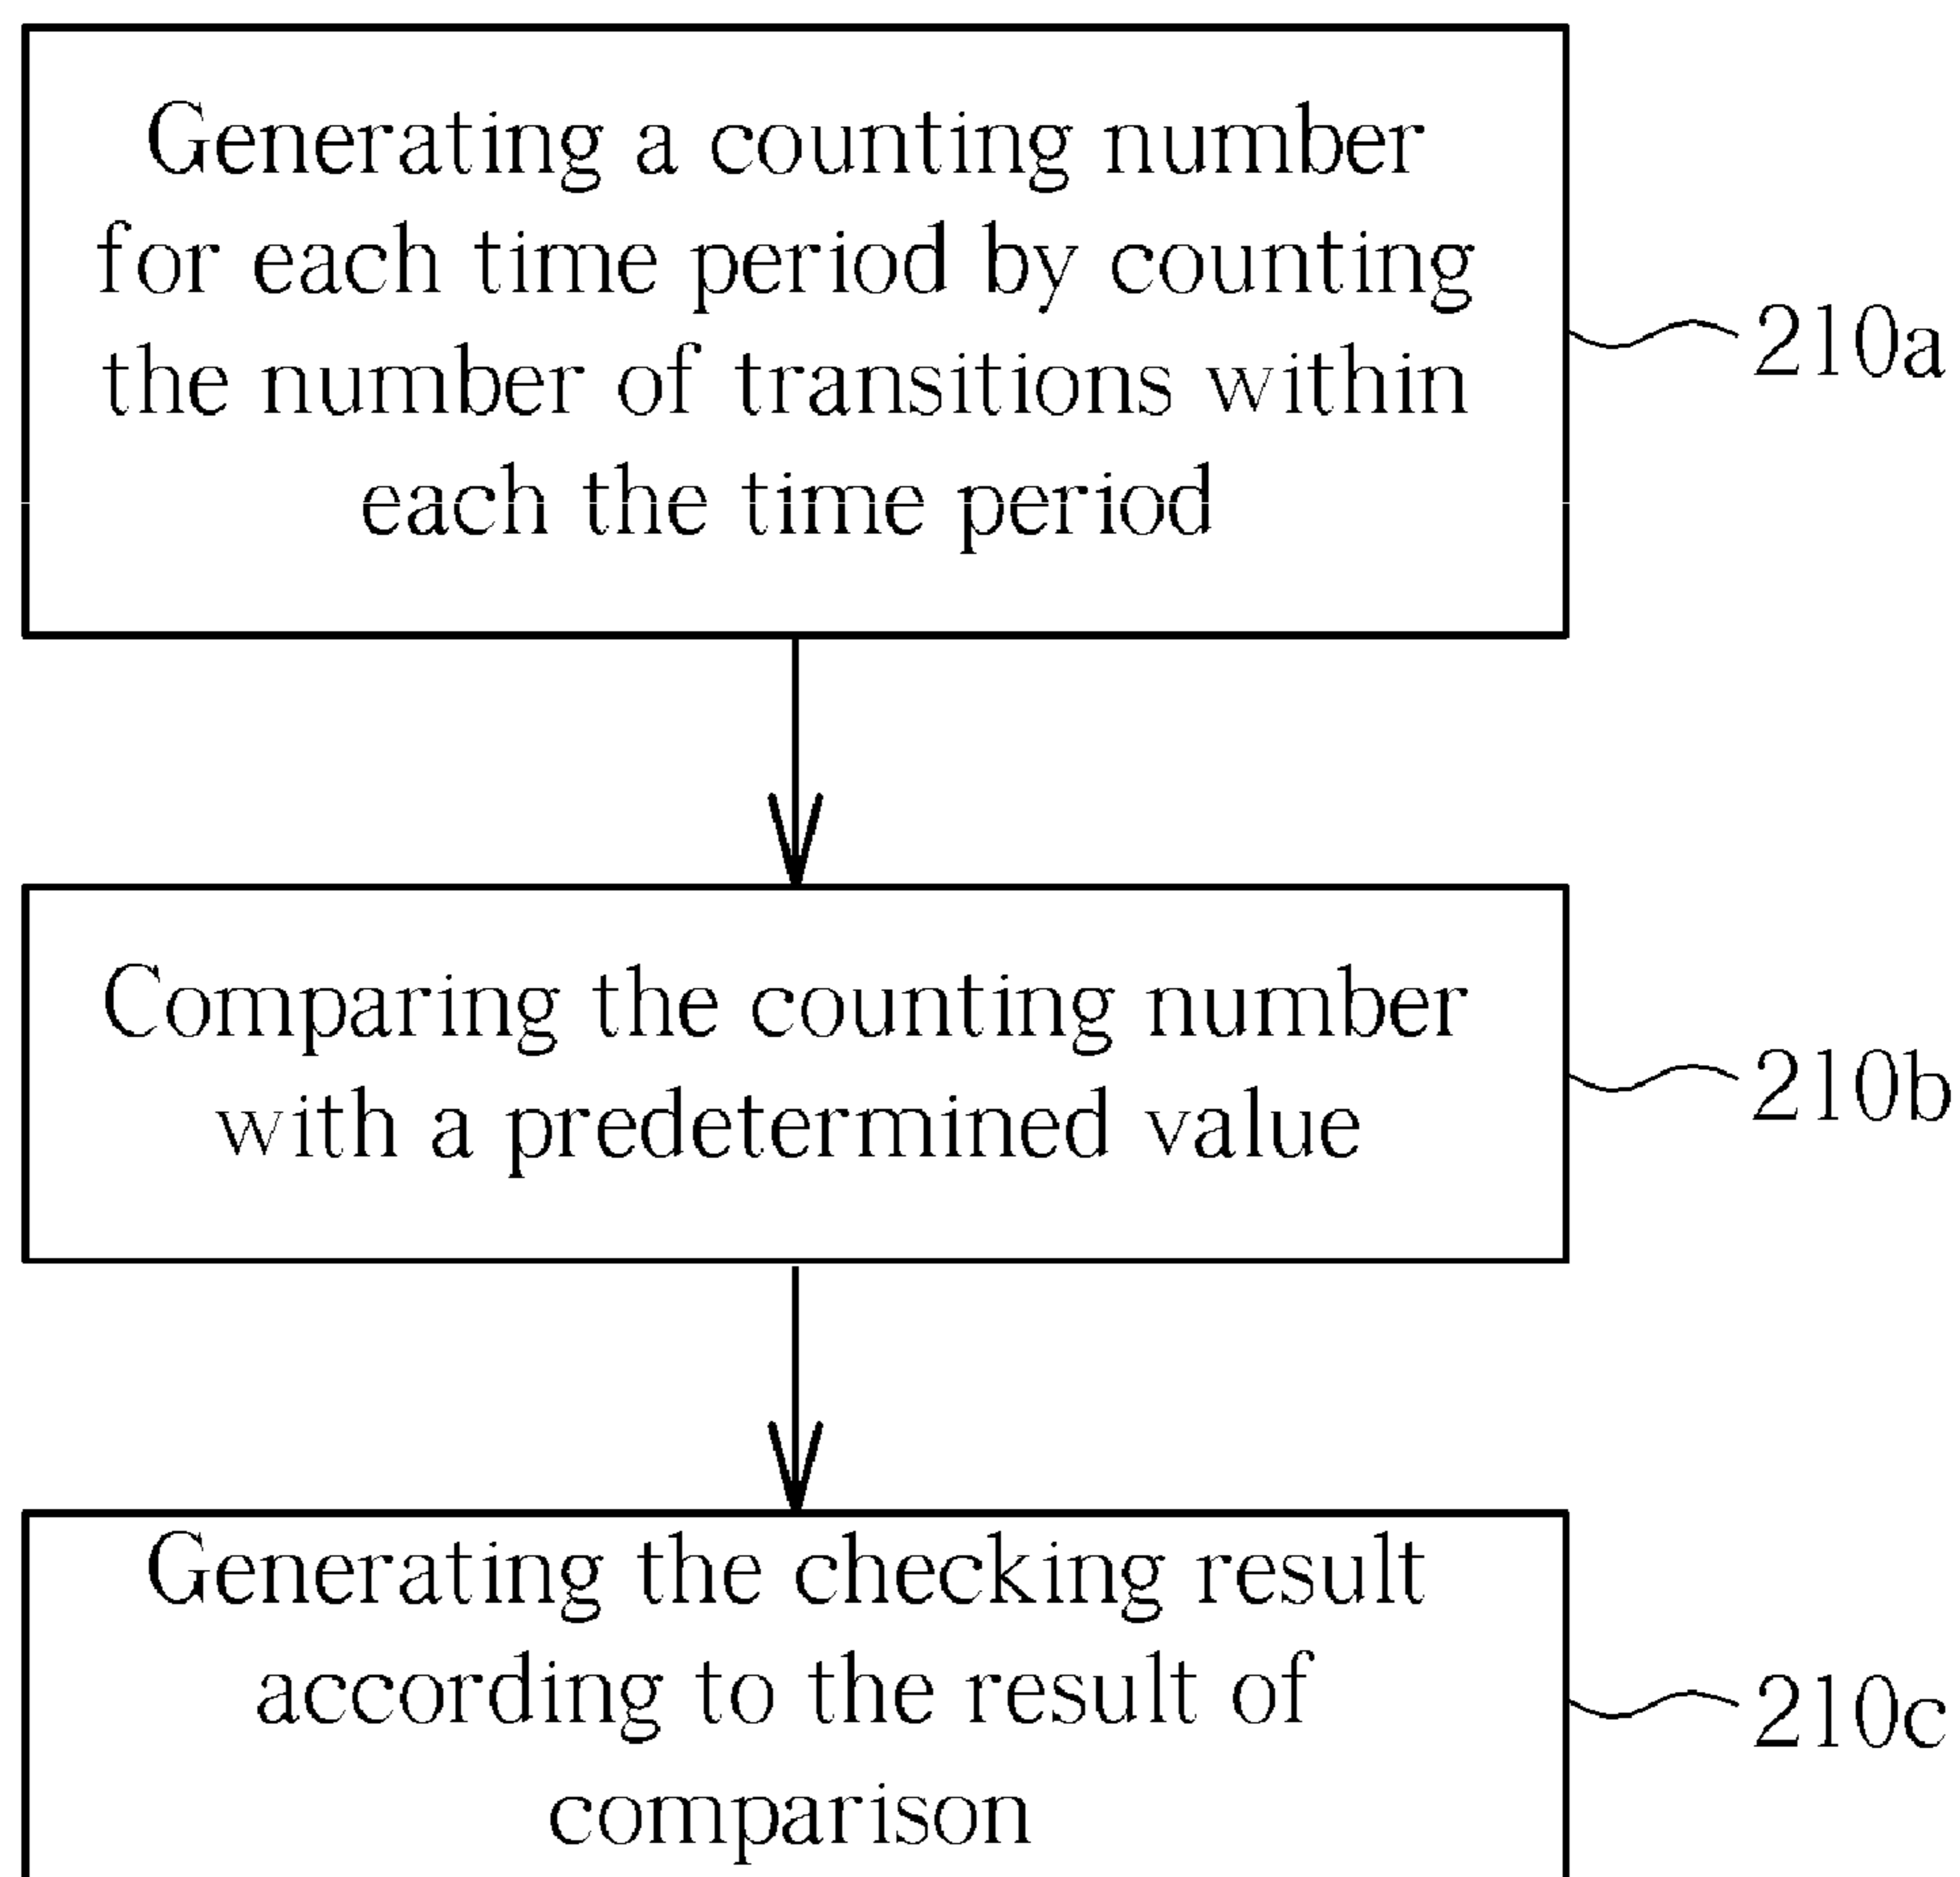 Generating a counting number
for each time period by counting
the number of transitions within
each the time period
210a
Comparing the counting number
with a predetermined value
210b
Generating the checking result
according to the result of
comparison
210c